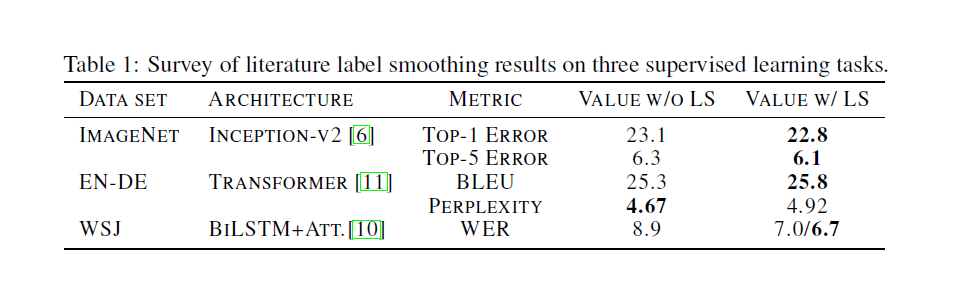 Table 1: Survey of literature label smoothing results on three supervised learning tasks.
DATA SET ARCHITECTURE METRIC VALUE W/O LS VALUE W/ LS
IMAGENET INCEPTION-V2 [6] TOP-1 ERROR 23.1 22.8
TOP-5 ERROR 6.3 6.1
EN-DE TRANSFORMER [11] BLEU 25.3 25.8
PERPLEXITY 4.67 4.92
WSJ BILSTM+ATT.[10] WER 8.9 7.0/6.7